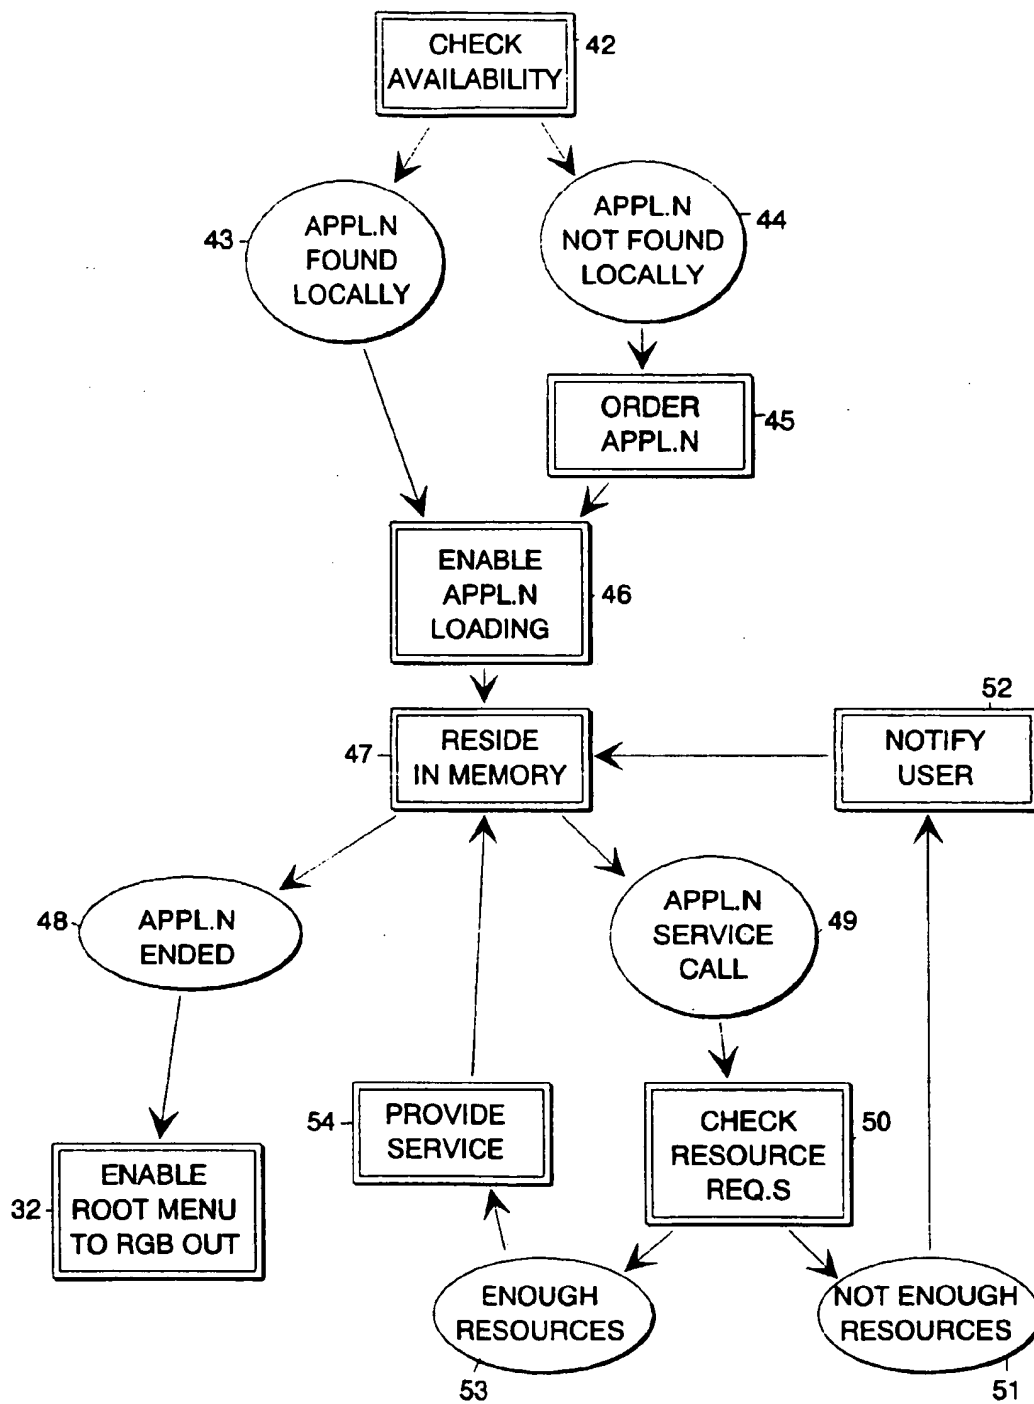 CHECK
AVAILABILITY
42
APPL.N
FOUND
LOCALLY
43
APPL.N
NOT FOUND
LOCALLY
44
ORDER
APPL.N
45
ENABLE
APPL.N
LOADING
46
RESIDE
IN MEMORY
47
NOTIFY
USER
52
APPL.N
ENDED
48
APPL.N
SERVICE
CALL
49
PROVIDE
SERVICE
54
CHECK
RESOURCE
REQ.S
50
ENABLE
ROOT MENU
TO RGB OUT
32
ENOUGH
RESOURCES
53
NOT ENOUGH
RESOURCES
51